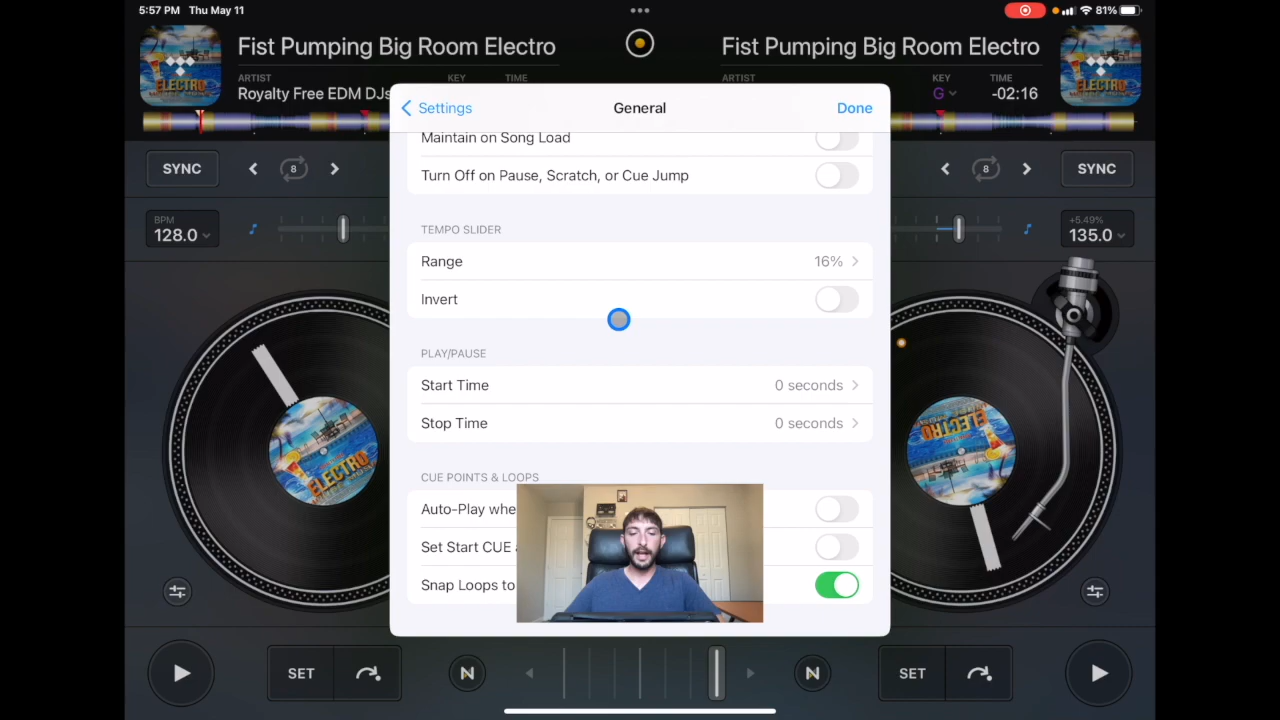 5:57 PM Thu May 11
81%
Fist Pumping Big Room Electro
ARTIST KEY TIME
Royalty Free EDM DJs
Fist Pumping Big Room Electro
ARTIST KEY TIME
G -02:16
ELECTRO
ELECTRO
Settings General Done
Maintain on Song Load
Turn Off on Pause, Scratch, or Cue Jump
TEMPO SLIDER
Range 16%
Invert
PLAY/PAUSE
Start Time 0 seconds
Stop Time 0 seconds
CUE POINTS & LOOPS
Auto-Play
Set Start CUE
Snap Loops to
SYNC 8
8 SYNC
BPM
128.0
+5.49%
135.0
ELECTRO
ELECTRO
SET N
N SET